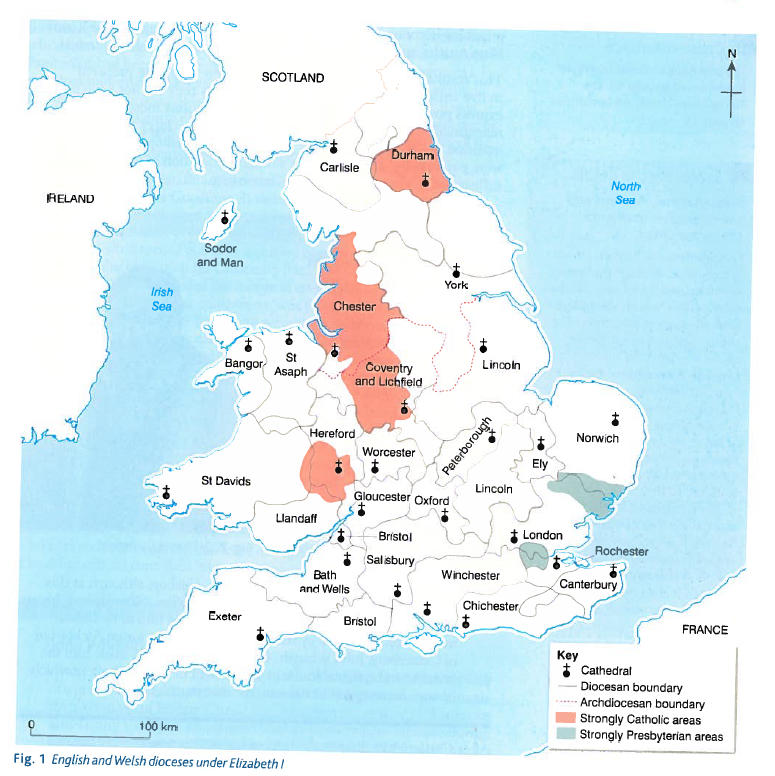 SCOTLAND
N
Durham
Carlisle
IRELAND
North
Sea
Sodor
and Man
York
Irish
Sea
Chester
Bangor
St
Asaph
Lincoln
Coventry
and Lichfield
Hereford
Worcester
Peterborough
Norwich
Ely
St Davids
Gloucester
Oxford
Lincoln
Llandaff
Bristol
London
Rochester
Salisbury
Bath
and Wells
Winchester
Canterbury
Exeter
Bristol
Chichester
FRANCE
Key
Cathedral
Diocesan boundary
Archdiocesan boundary
Strongly Catholic areas
Strongly Presbyterian areas
0
100 km
Fig. 1 English and Welsh dioceses under Elizabeth I